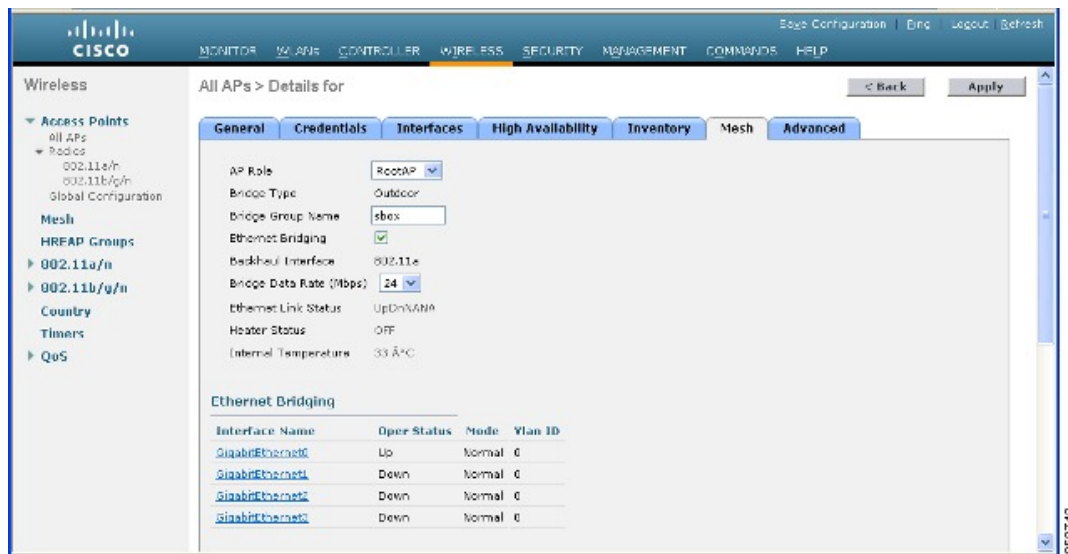 Save Configuration | Ping | Logout | Refresh
CISCO
MONITOR WLANs CONTROLLER WIRELESS SECURITY MANAGEMENT COMMANDS HELP
Wireless
All APs > Details for
< Back
Apply
Access Points
All APs
Radios
802.11a/n
802.11b/g/n
Global Configuration
Mesh
HREAP Groups
802.11a/n
802.11b/g/n
Country
Timers
QoS
General Credentials Interfaces High Availability Inventory Mesh Advanced
AP Role RootAP
Bridge Type Outdoor
Bridge Group Name sbox
Ethernet Bridging
Backhaul Interface 802.11a
Bridge Data Rate (Mbps) 24
Ethernet Link Status UpDnNANA
Heater Status OFF
Internal Temperature 33 Â°C
Ethernet Bridging
Interface Name Oper Status Mode Vlan ID
GigabitEthernet0 Up Normal 0
GigabitEthernet1 Down Normal 0
GigabitEthernet2 Down Normal 0
GigabitEthernet3 Down Normal 0